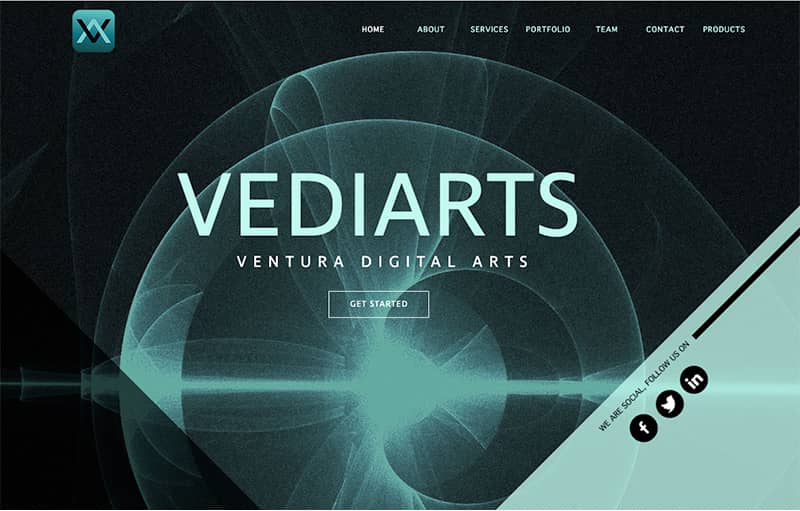 HOME ABOUT SERVICES PORTFOLIO TEAM CONTACT PRODUCTS
VEDIARTS
VENTURA DIGITAL ARTS
GET STARTED
WE ARE SOCIAL, FOLLOW US ON